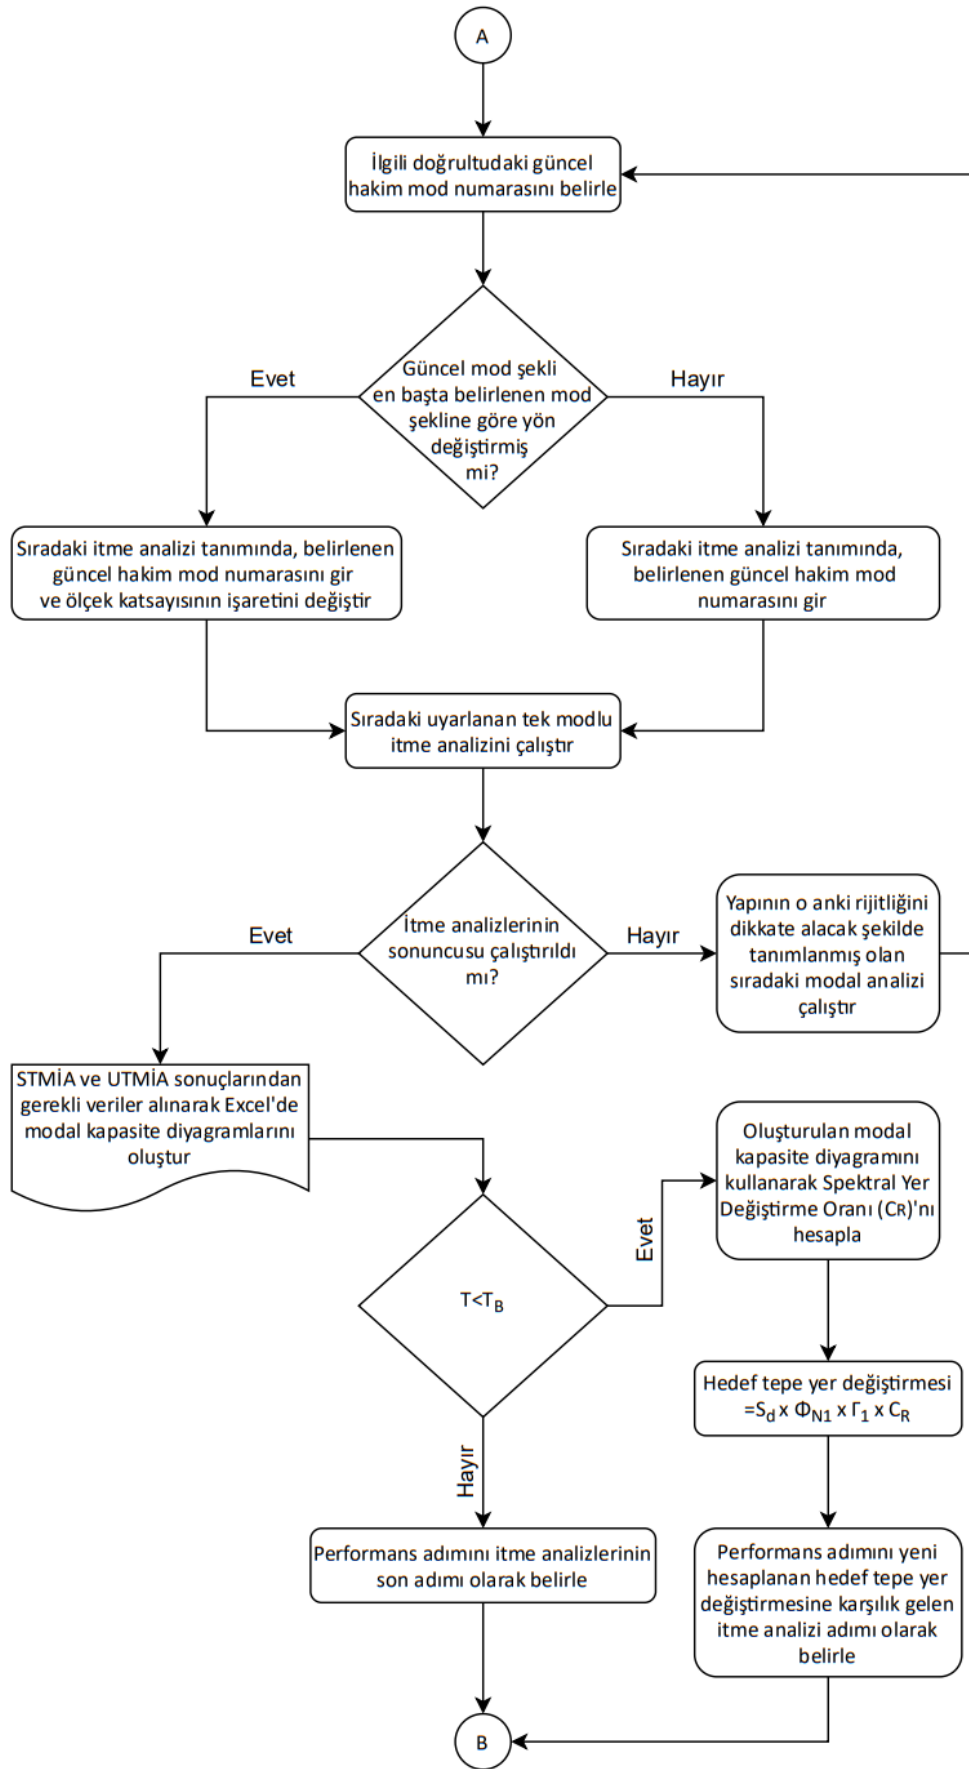 A
İlgili doğrultudaki güncel
hakim mod numarasını belirle
Güncel mod şekli
en başta belirlenen mod
şekline göre yön
değiştirmiş
mi?
Evet
Hayır
Sıradaki itme analizi tanımında, belirlenen
güncel hakim mod numarasını gir
ve ölçek katsayısının işaretini değiştir
Sıradaki itme analizi tanımında,
belirlenen güncel hakim mod
numarasını gir
Sıradaki uyarlanan tek modlu
itme analizini çalıştır
İtme analizlerinin
sonuncusu çalıştırıldı
mı?
Evet
Hayır
Yapının o anki rijitliğini
dikkate alacak şekilde
tanımlanmış olan
sıradaki modal analizi
çalıştır
STMİA ve UTMİA sonuçlarından
gerekli veriler alınarak Excel'de
modal kapasite diyagramlarını
oluştur
T<T_B
Evet
Hayır
Oluşturulan modal
kapasite diyagramını
kullanarak Spektral Yer
Değiştirme Oranı (CR)'nı
hesapla
Hedef tepe yer değiştirmesi
=S_d x Φ_N1 x Γ_1 x C_R
Performans adımını itme analizlerinin
son adımı olarak belirle
Performans adımını yeni
hesaplanan hedef tepe yer
değiştirmesine karşılık gelen
itme analizi adımı olarak
belirle
B